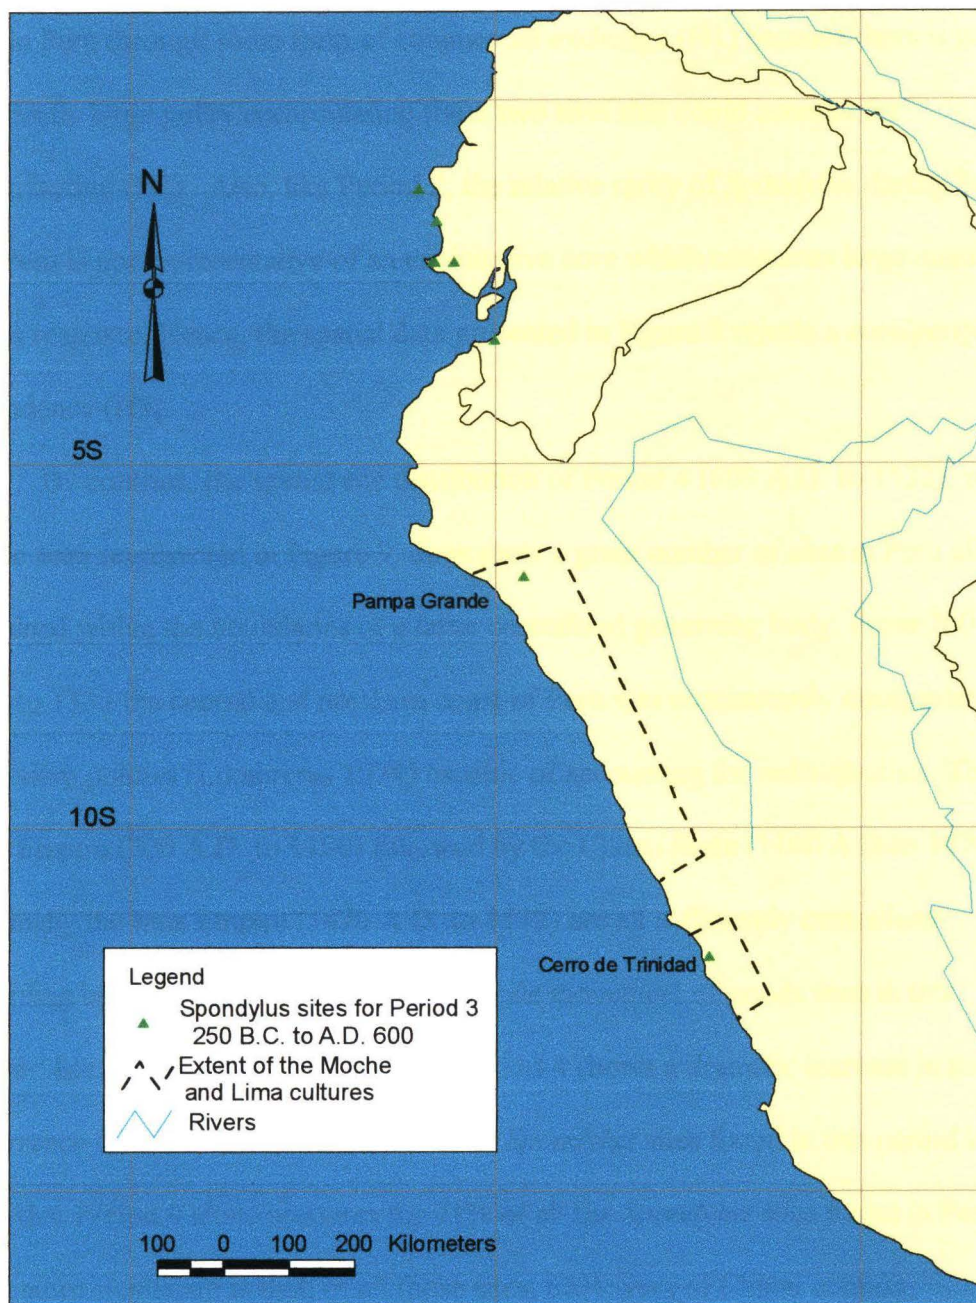 N
5S
Pampa Grande
10S
Cerro de Trinidad
Legend
Spondylus sites for Period 3
250 B.C. to A.D. 600
Extent of the Moche
and Lima cultures
Rivers
100 0 100 200 Kilometers